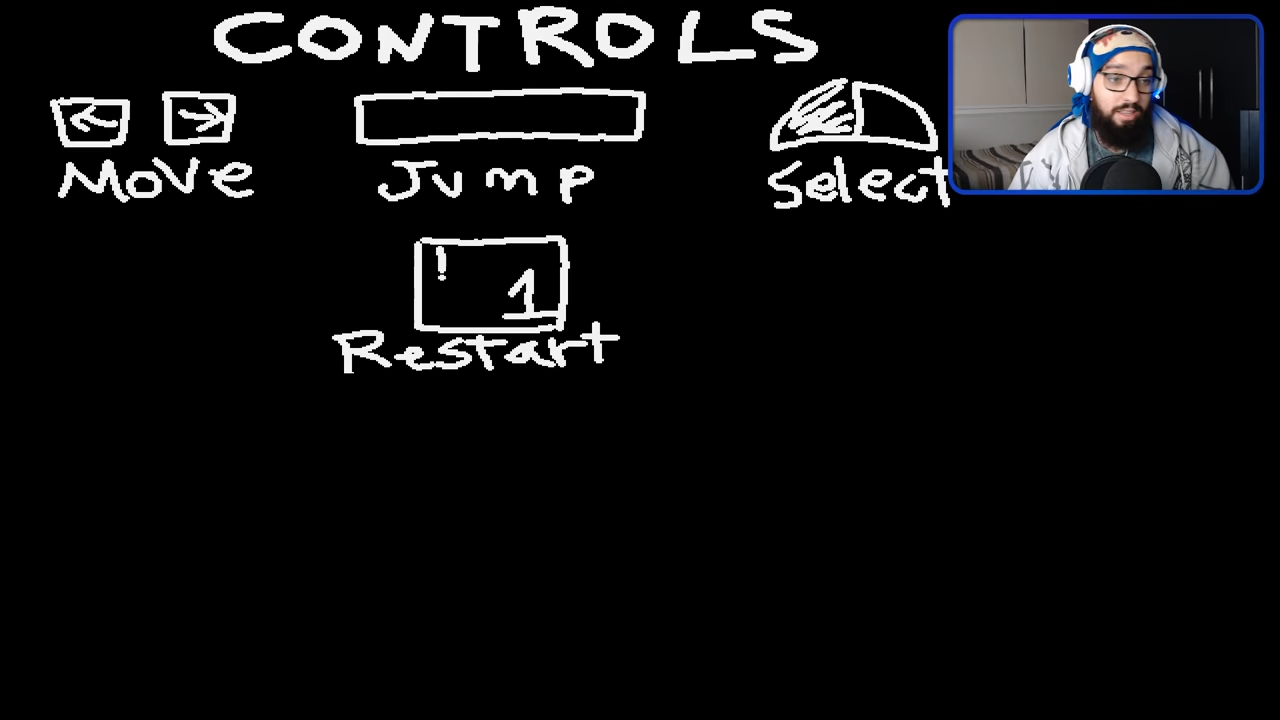 CONTROLS
← →
Move Jump Select
! 1
Restart